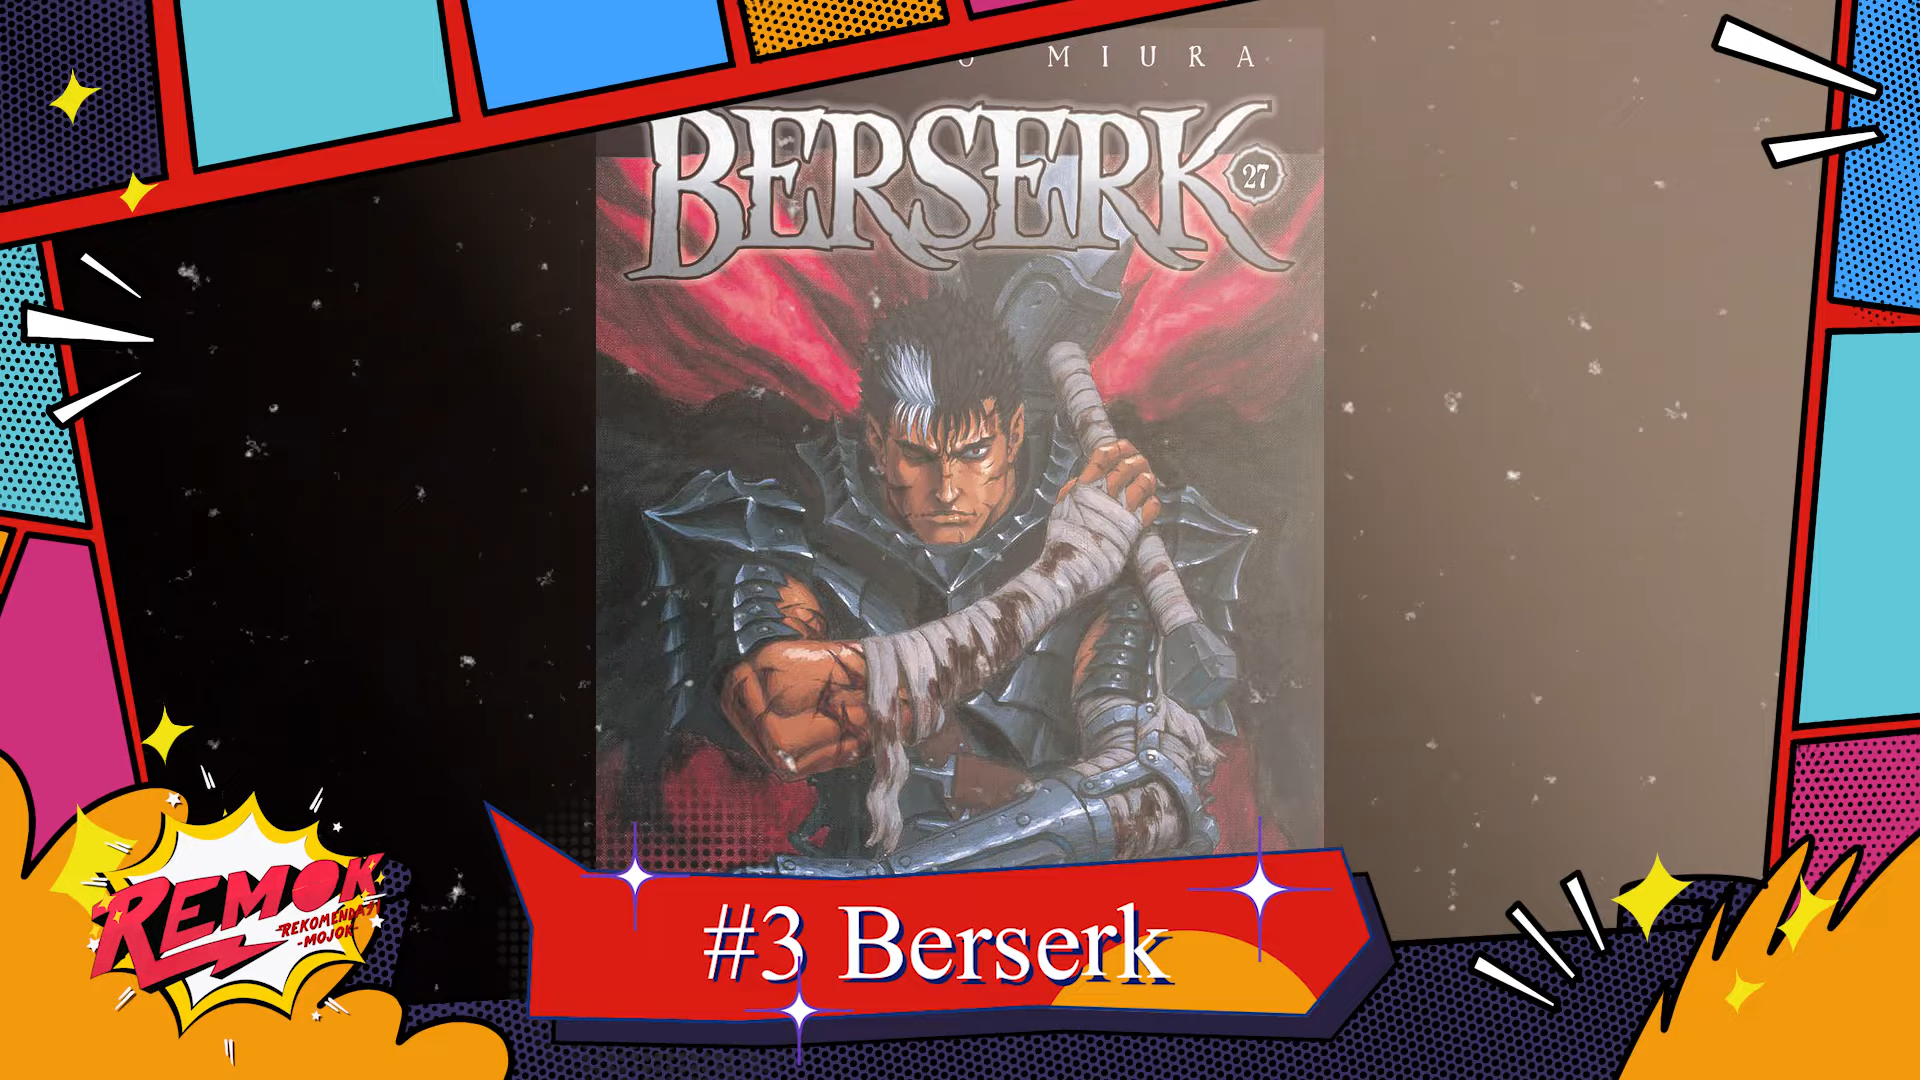 MIURA
BERSERK
27
REMOK
-REKOMENDASI
-MOJOK-
#3 Berserk